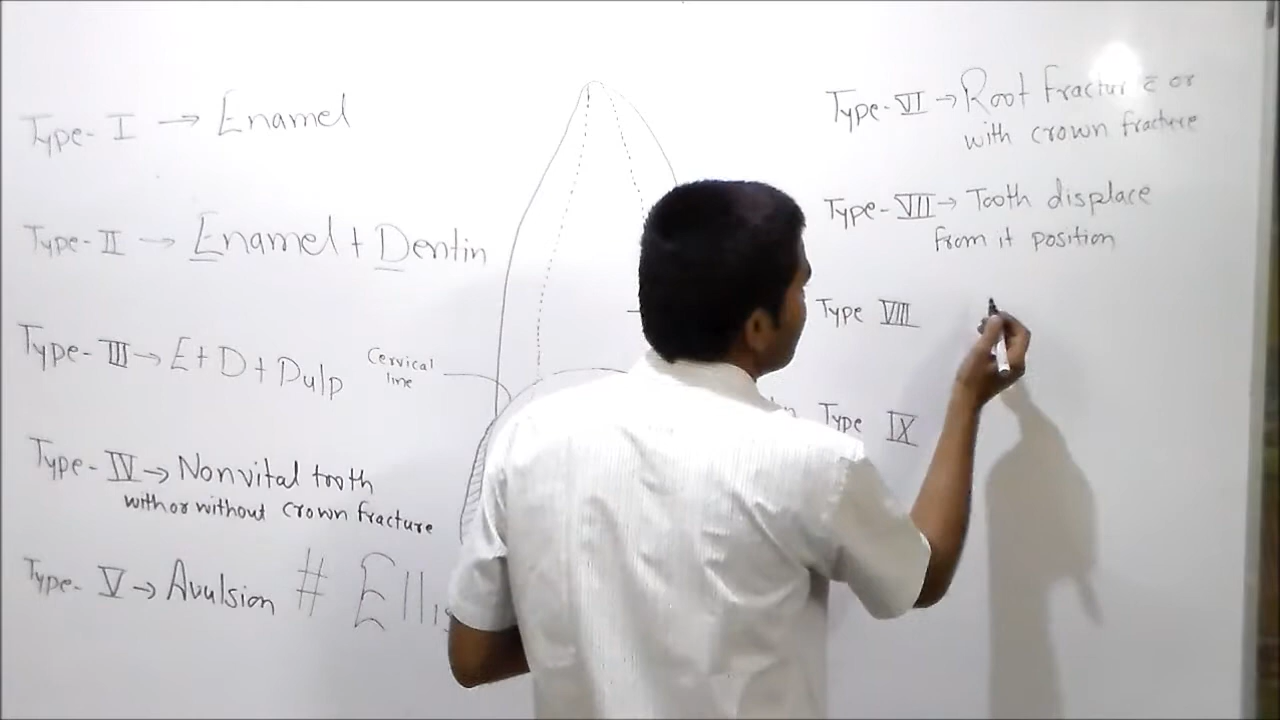 Type- I → Enamel
Type- II → Enamel + Dentin
Type- III → E+D+Pulp
Type- IV → Nonvital tooth
with or without crown fracture
Type- V → Avulsion
# Ellis
Cervical
line
Type- VI → Root fractur c̄ or
with crown fracture
Type- VII → Tooth displace
from it position
Type VIII
Type IX